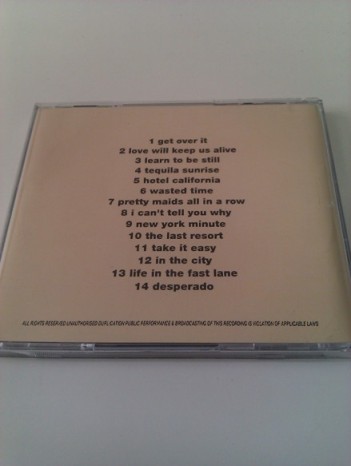 1 get over it
2 love will keep us alive
3 learn to be still
4 tequila sunrise
5 hotel california
6 wasted time
7 pretty maids all in a row
8 i can't tell you why
9 new york minute
10 the last resort
11 take it easy
12 in the city
13 life in the fast lane
14 desperado
ALL RIGHTS RESERVED UNAUTHORISED DUPLICATION PUBLIC PERFORMANCE & BROADCASTING OF THIS RECORDING IS VIOLATION OF APPLICABLE LAWS